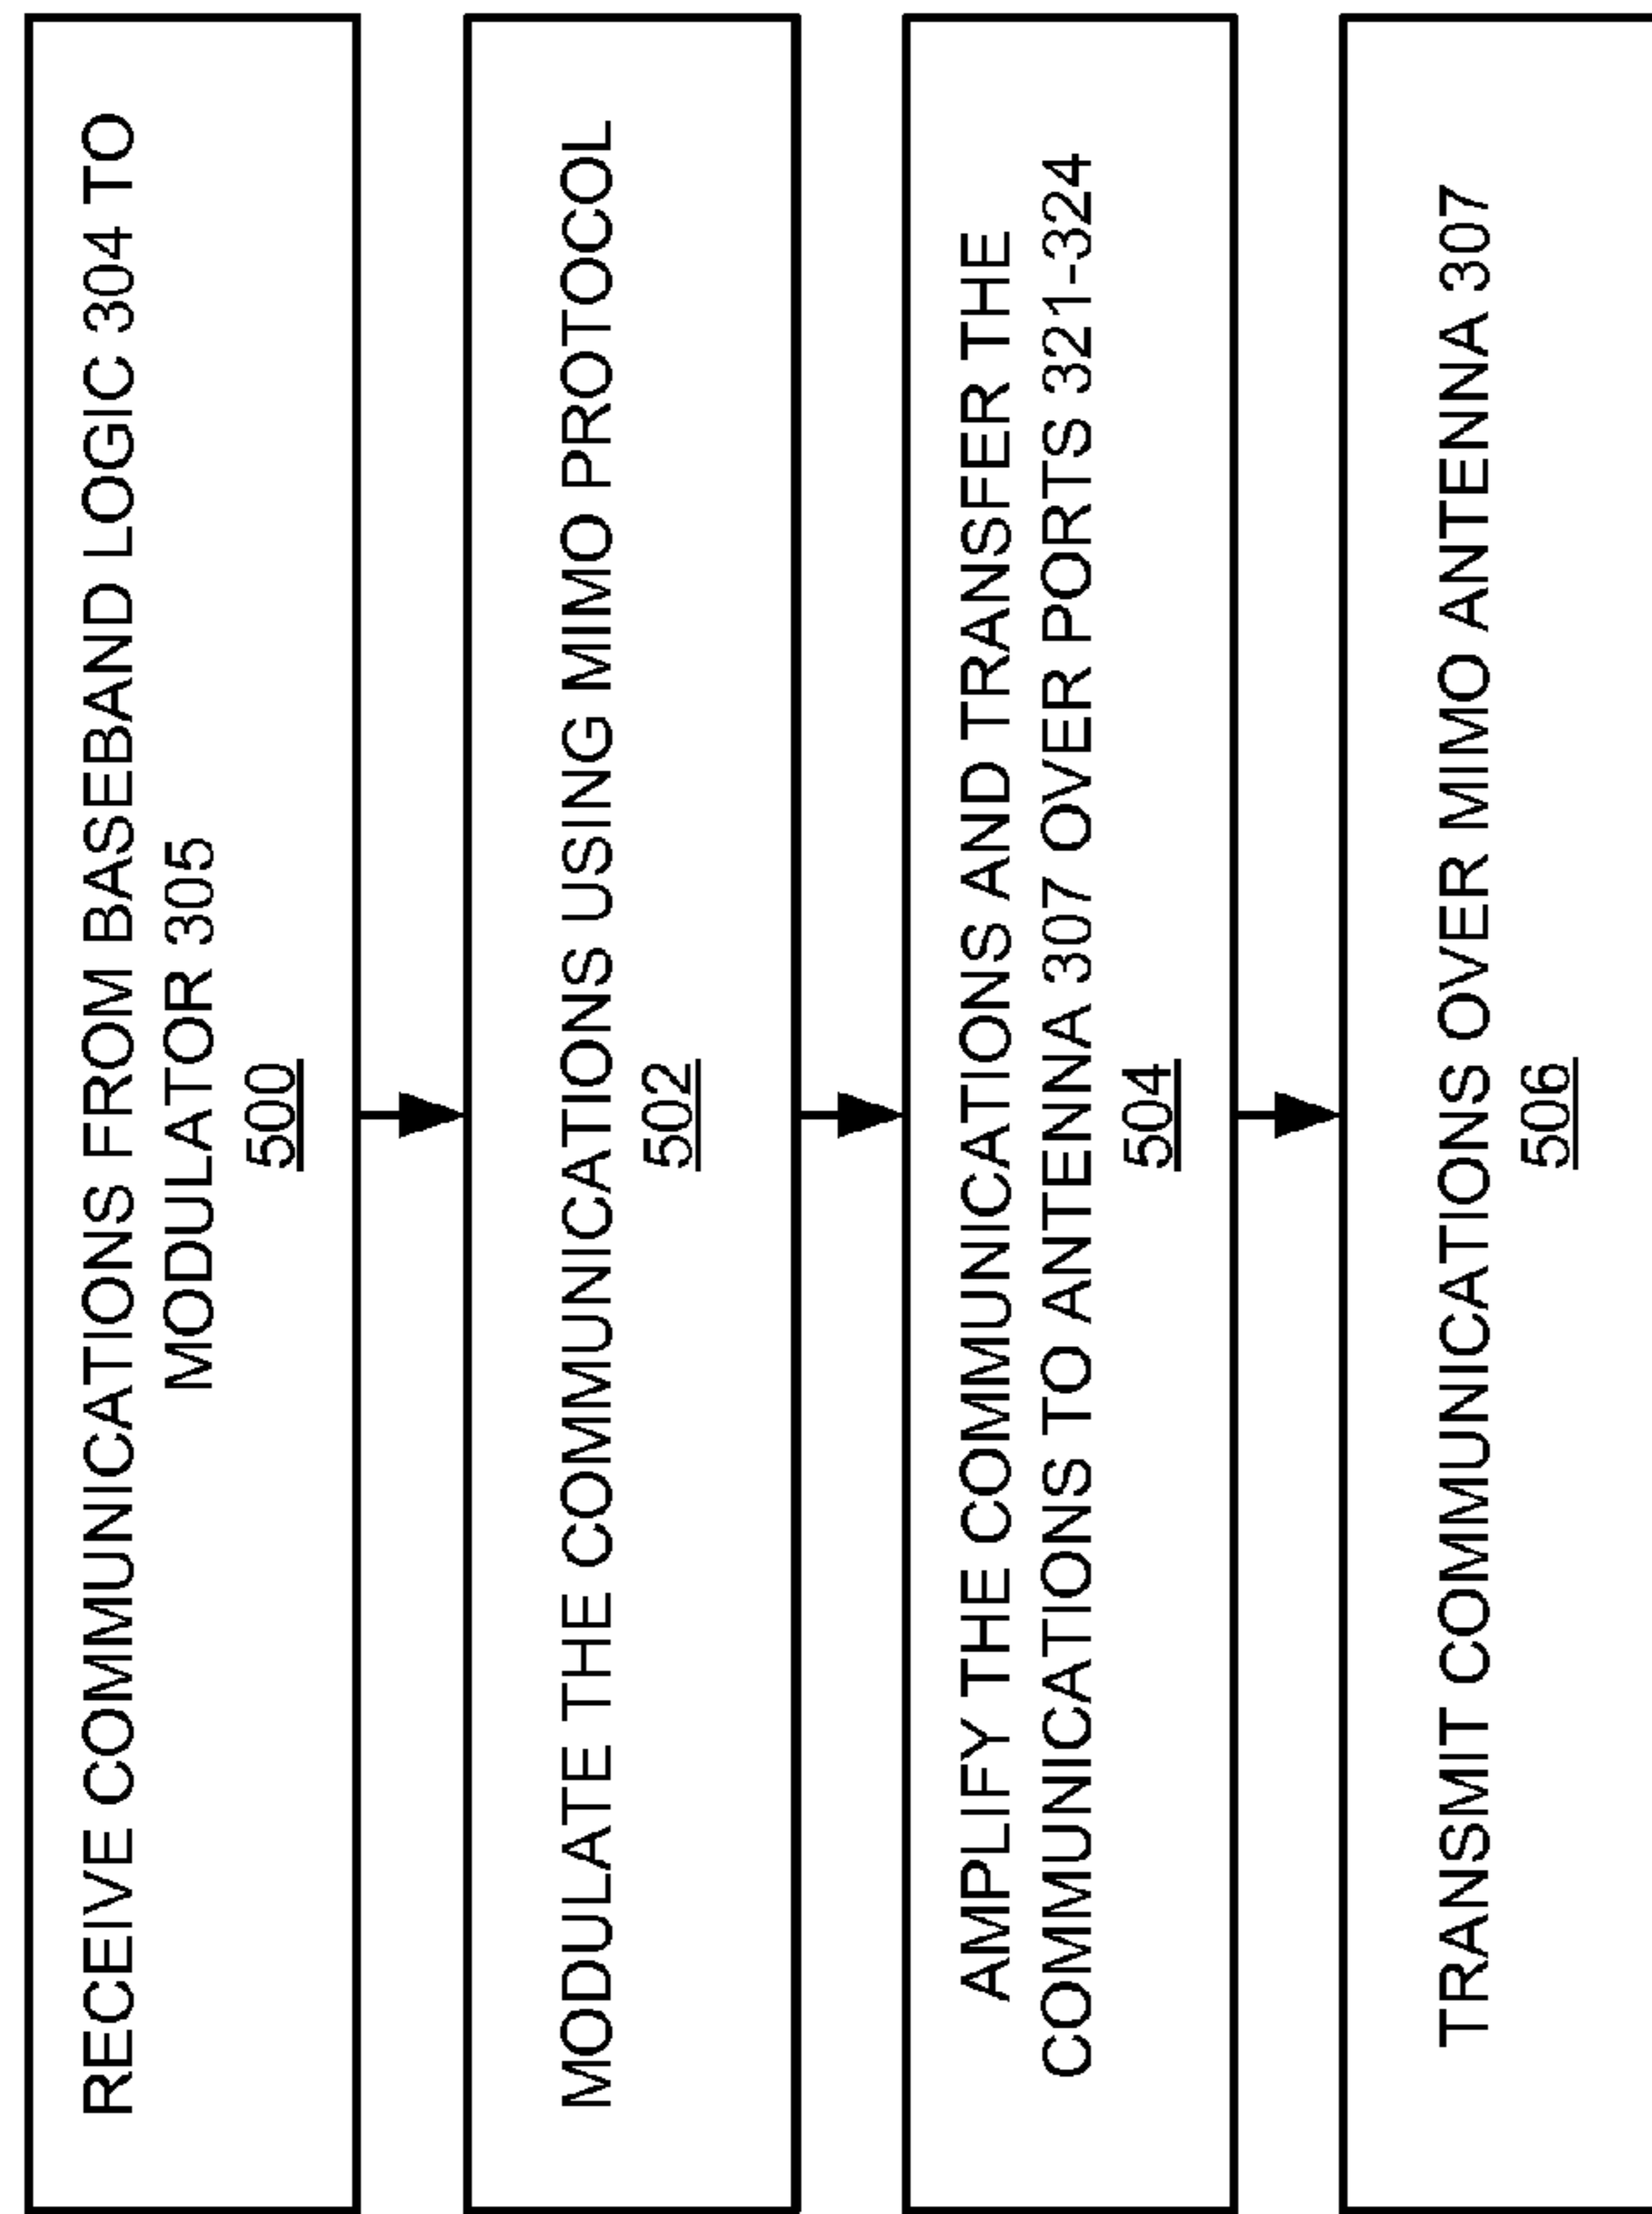 RECEIVE COMMUNICATIONS FROM BASEBAND LOGIC 304 TO
MODULATOR 305
500
MODULATE THE COMMUNICATIONS USING MIMO PROTOCOL
502
AMPLIFY THE COMMUNICATIONS AND TRANSFER THE
COMMUNICATIONS TO ANTENNA 307 OVER PORTS 321-324
504
TRANSMIT COMMUNICATIONS OVER MIMO ANTENNA 307
506